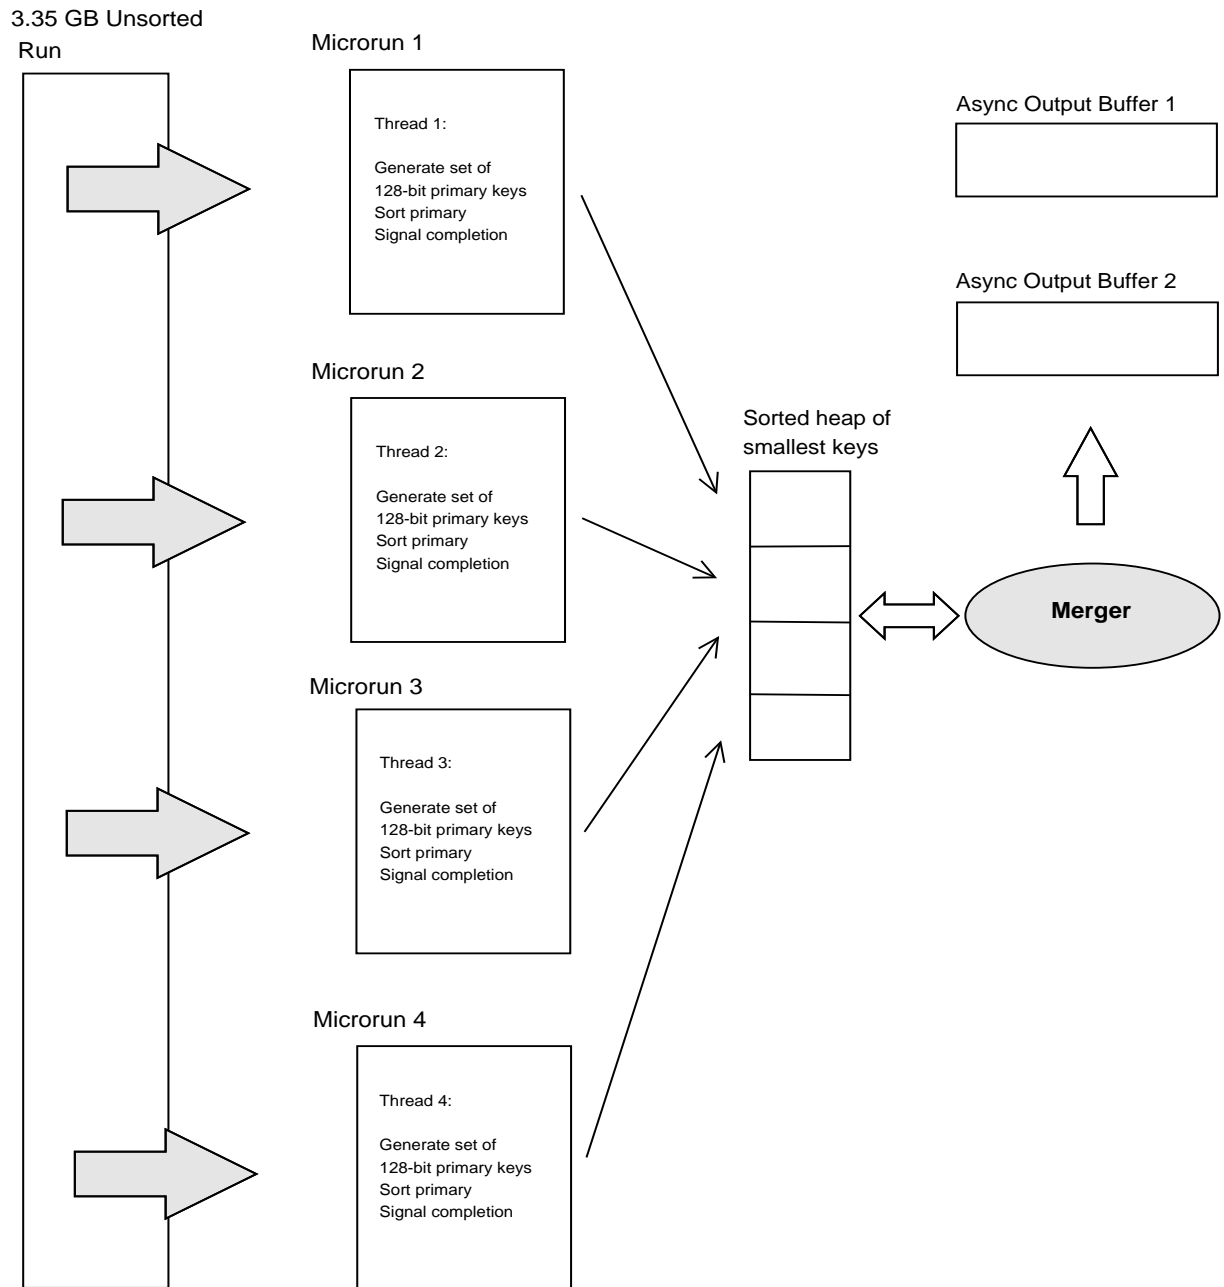 3.35 GB Unsorted
Run
Microrun 1
Thread 1:
Generate set of
128-bit primary keys
Sort primary
Signal completion
Microrun 2
Thread 2:
Generate set of
128-bit primary keys
Sort primary
Signal completion
Microrun 3
Thread 3:
Generate set of
128-bit primary keys
Sort primary
Signal completion
Microrun 4
Thread 4:
Generate set of
128-bit primary keys
Sort primary
Signal completion
Sorted heap of
smallest keys
Async Output Buffer 1
Async Output Buffer 2
Merger